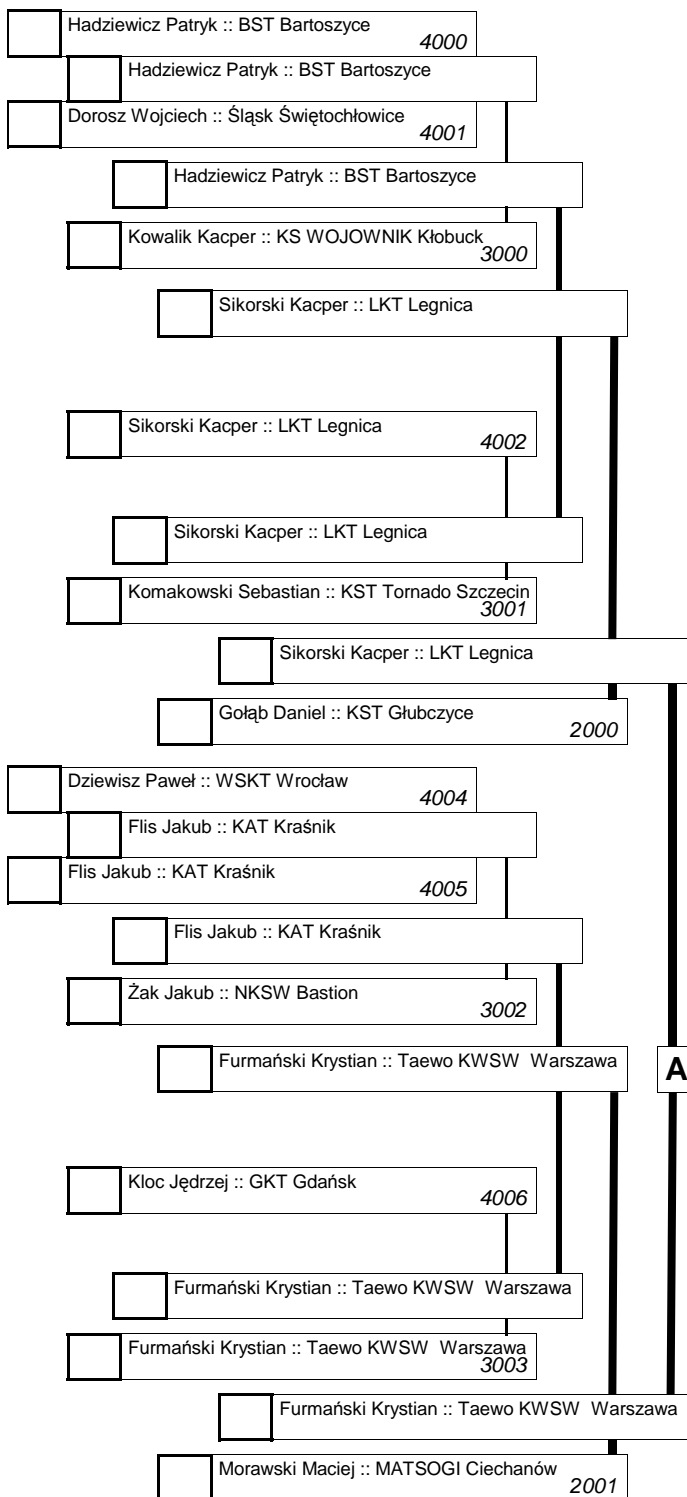 Hadziewicz Patryk :: BST Bartoszyce
4000
Hadziewicz Patryk :: BST Bartoszyce
Dorosz Wojciech :: Śląsk Świętochłowice
4001
Hadziewicz Patryk :: BST Bartoszyce
Kowalik Kacper :: KS WOJOWNIK Kłobuck
3000
Sikorski Kacper :: LKT Legnica
Sikorski Kacper :: LKT Legnica
4002
Sikorski Kacper :: LKT Legnica
Komakowski Sebastian :: KST Tornado Szczecin
3001
Sikorski Kacper :: LKT Legnica
Gołąb Daniel :: KST Głubczyce
2000
Dziewisz Paweł :: WSKT Wrocław
4004
Flis Jakub :: KAT Kraśnik
Flis Jakub :: KAT Kraśnik
4005
Flis Jakub :: KAT Kraśnik
Żak Jakub :: NKSW Bastion
3002
Furmański Krystian :: Taewo KWSW  Warszawa
A
Kloc Jędrzej :: GKT Gdańsk
4006
Furmański Krystian :: Taewo KWSW  Warszawa
Furmański Krystian :: Taewo KWSW  Warszawa
3003
Furmański Krystian :: Taewo KWSW  Warszawa
Morawski Maciej :: MATSOGI Ciechanów
2001